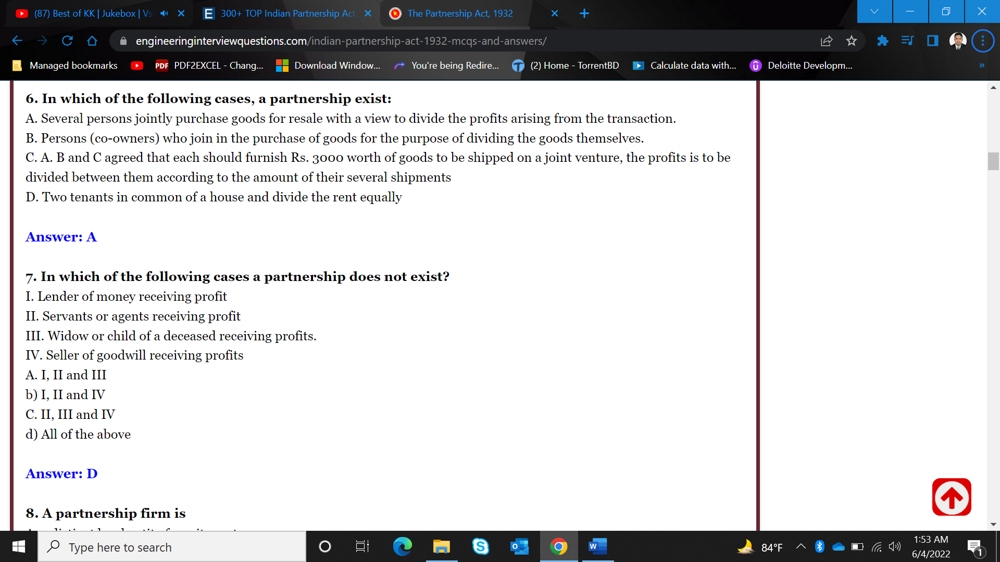 (87) Best of KK | Jukebox | Vs
300+ TOP Indian Partnership Act
The Partnership Act, 1932
engineeringinterviewquestions.com/indian-partnership-act-1932-mcqs-and-answers/
Managed bookmarks
PDF PDF2EXCEL - Chang...
Download Window...
You're being Redire...
(2) Home - TorrentBD
Calculate data with...
Deloitte Developm...
6. In which of the following cases, a partnership exist:
A. Several persons jointly purchase goods for resale with a view to divide the profits arising from the transaction.
B. Persons (co-owners) who join in the purchase of goods for the purpose of dividing the goods themselves.
C. A. B and C agreed that each should furnish Rs. 3000 worth of goods to be shipped on a joint venture, the profits is to be
divided between them according to the amount of their several shipments
D. Two tenants in common of a house and divide the rent equally
Answer: A
7. In which of the following cases a partnership does not exist?
I. Lender of money receiving profit
II. Servants or agents receiving profit
III. Widow or child of a deceased receiving profits.
IV. Seller of goodwill receiving profits
A. I, II and III
b) I, II and IV
C. II, III and IV
d) All of the above
Answer: D
8. A partnership firm is
Type here to search
84°F
1:53 AM
6/4/2022
1